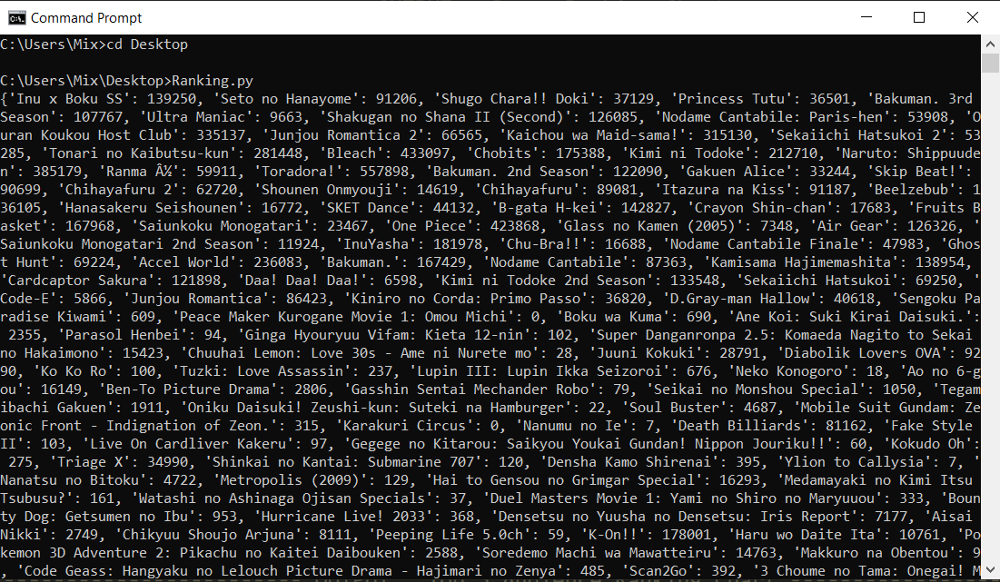 Command Prompt
C:\Users\Mix>cd Desktop
C:\Users\Mix\Desktop>Ranking.py
{'Inu x Boku SS': 139250, 'Seto no Hanayome': 91206, 'Shugo Chara!! Doki': 37129, 'Princess Tutu': 36501, 'Bakuman. 3rd
Season': 107767, 'Ultra Maniac': 9663, 'Shakugan no Shana II (Second)': 126085, 'Nodame Cantabile: Paris-hen': 53908, 'O
uran Koukou Host Club': 335137, 'Junjou Romantica 2': 66565, 'Kaichou wa Maid-sama!': 315130, 'Sekaiichi Hatsukoi 2': 53
285, 'Tonari no Kaibutsu-kun': 281448, 'Bleach': 433097, 'Chobits': 175388, 'Kimi ni Todoke': 212710, 'Naruto: Shippuude
n': 385179, 'Ranma Â½': 59911, 'Toradora!': 557898, 'Bakuman. 2nd Season': 122090, 'Gakuen Alice': 33244, 'Skip Beat!':
90699, 'Chihayafuru 2': 62720, 'Shounen Onmyouji': 14619, 'Chihayafuru': 89081, 'Itazura na Kiss': 91187, 'Beelzebub': 1
36105, 'Hanasakeru Seishounen': 16772, 'SKET Dance': 44132, 'B-gata H-kei': 142827, 'Crayon Shin-chan': 17683, 'Fruits B
asket': 167968, 'Saiunkoku Monogatari': 23467, 'One Piece': 423868, 'Glass no Kamen (2005)': 7348, 'Air Gear': 126326, '
Saiunkoku Monogatari 2nd Season': 11924, 'InuYasha': 181978, 'Chu-Bra!!': 16688, 'Nodame Cantabile Finale': 47983, 'Ghos
t Hunt': 69224, 'Accel World': 236083, 'Bakuman.': 167429, 'Nodame Cantabile': 87363, 'Kamisama Hajimemashita': 138954,
'Cardcaptor Sakura': 121898, 'Daa! Daa! Daa!': 6598, 'Kimi ni Todoke 2nd Season': 133548, 'Sekaiichi Hatsukoi': 69250, '
Code-E': 5866, 'Junjou Romantica': 86423, 'Kiniro no Corda: Primo Passo': 36820, 'D.Gray-man Hallow': 40618, 'Sengoku Pa
radise Kiwami': 609, 'Peace Maker Kurogane Movie 1: Omou Michi': 0, 'Boku wa Kuma': 690, 'Ane Koi: Suki Kirai Daisuki.':
2355, 'Parasol Henbei': 94, 'Ginga Hyouryuu Vifam: Kieta 12-nin': 102, 'Super Danganronpa 2.5: Komaeda Nagito to Sekai
no Hakaimono': 15423, 'Chuuhai Lemon: Love 30s - Ame ni Nurete mo': 28, 'Juuni Kokuki': 28791, 'Diabolik Lovers OVA': 92
90, 'Ko Ko Ro': 100, 'Tuzki: Love Assassin': 237, 'Lupin III: Lupin Ikka Seizoroi': 676, 'Neko Konogoro': 18, 'Ao no 6-g
ou': 16149, 'Ben-To Picture Drama': 2806, 'Gasshin Sentai Mechander Robo': 79, 'Seikai no Monshou Special': 1050, 'Tegam
ibachi Gakuen': 1911, 'Oniku Daisuki! Zeushi-kun: Suteki na Hamburger': 22, 'Soul Buster': 4687, 'Mobile Suit Gundam: Ze
onic Front - Indignation of Zeon.': 315, 'Karakuri Circus': 0, 'Nanumu no Ie': 7, 'Death Billiards': 81162, 'Fake Style
II': 103, 'Live On Cardliver Kakeru': 97, 'Gegege no Kitarou: Saikyou Youkai Gundan! Nippon Jouriku!!': 60, 'Kokudo Oh':
275, 'Triage X': 34990, 'Shinkai no Kantai: Submarine 707': 120, 'Densha Kamo Shirenai': 395, 'Ylion to Callysia': 7, '
Nanatsu no Bitoku': 4722, 'Metropolis (2009)': 129, 'Hai to Gensou no Grimgar Special': 16293, 'Medamayaki no Kimi Itsu
Tsubusu?': 161, 'Watashi no Ashinaga Ojisan Specials': 37, 'Duel Masters Movie 1: Yami no Shiro no Maryuuou': 333, 'Boun
ty Dog: Getsumen no Ibu': 953, 'Hurricane Live! 2033': 368, 'Densetsu no Yuusha no Densetsu: Iris Report': 7177, 'Aisai
Nikki': 2749, 'Chikyuu Shoujo Arjuna': 8111, 'Peeping Life 5.0ch': 59, 'K-On!!': 178001, 'Haru wo Daite Ita': 10761, 'Po
kemon 3D Adventure 2: Pikachu no Kaitei Daibouken': 2588, 'Soredemo Machi wa Mawatteiru': 14763, 'Makkuro na Obentou': 9
, 'Code Geass: Hangyaku no Lelouch Picture Drama - Hajimari no Zenya': 485, 'Scan2Go': 392, '3 Choume no Tama: Onegai! M